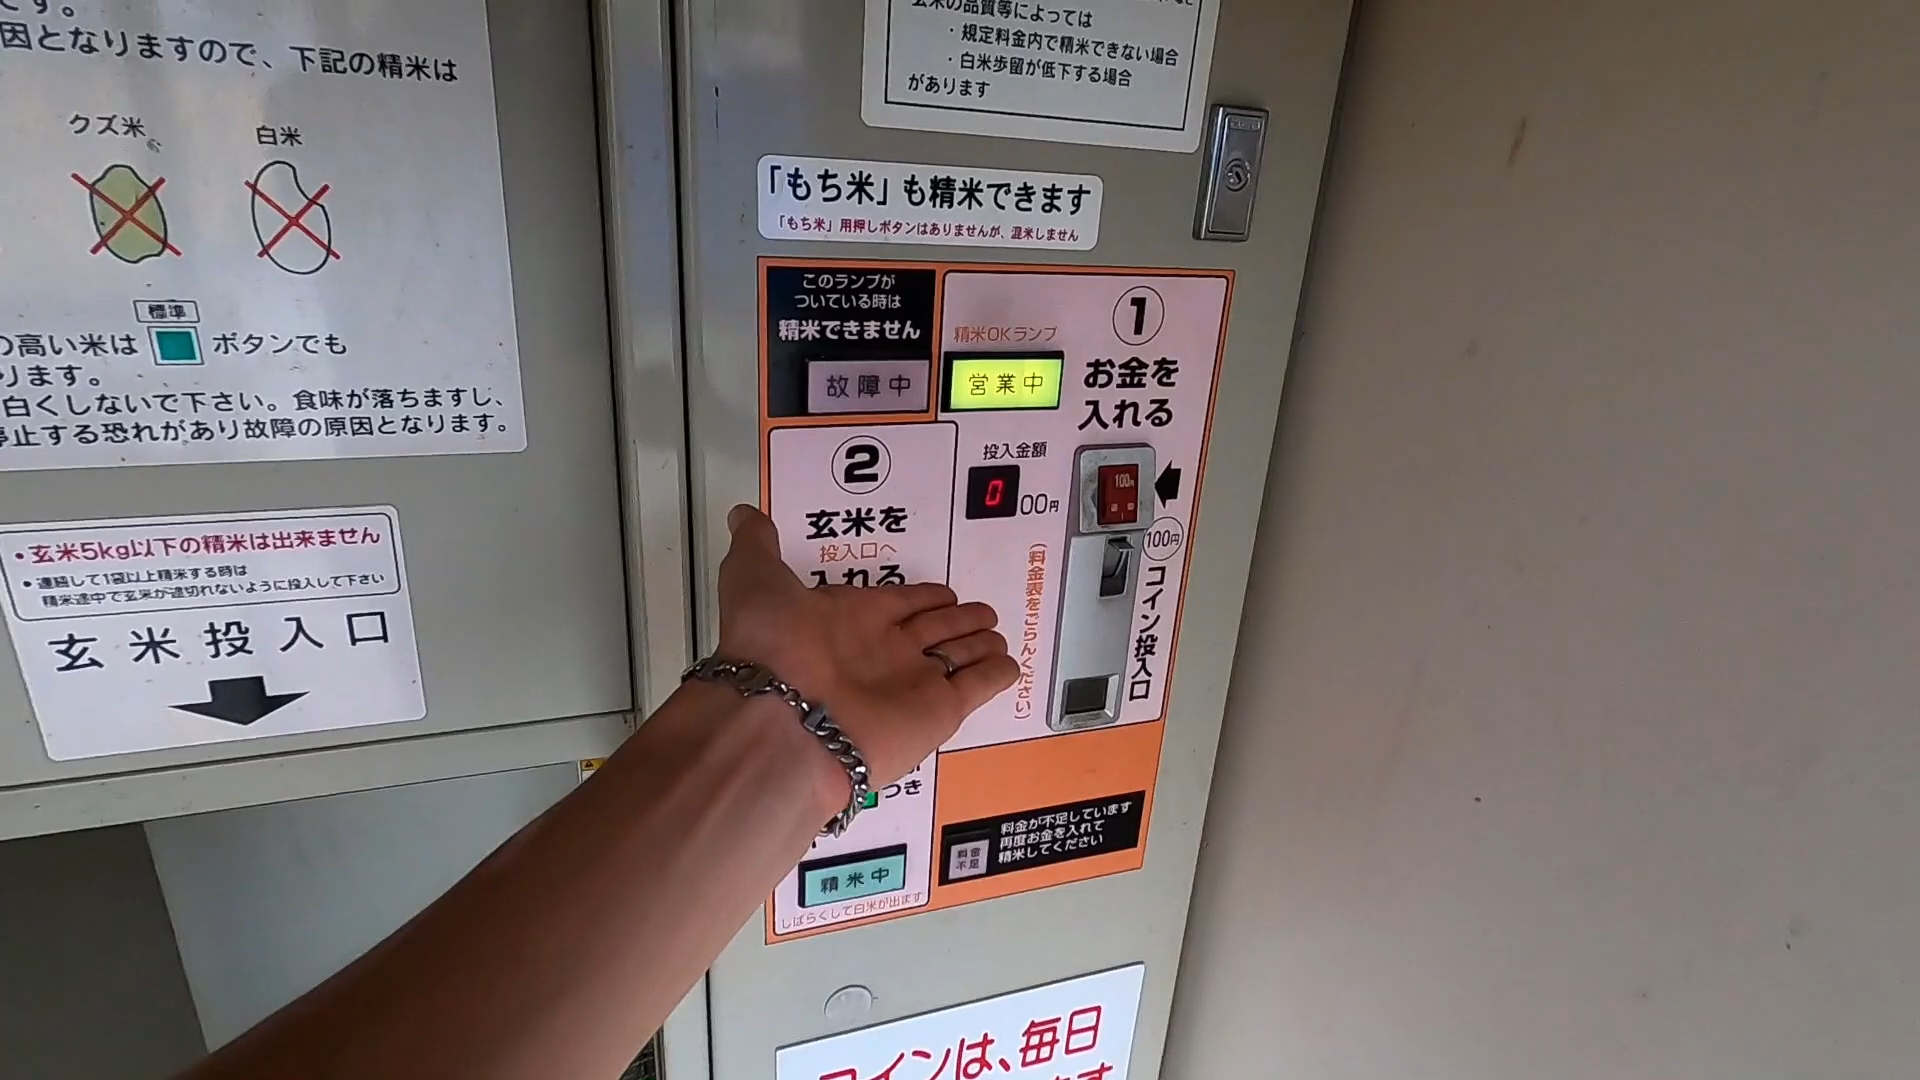 です。
因となりますので、下記の精米は
クズ米
白米
標準
の高い米は
ボタンでも
ります。
白くしないで下さい。食味が落ちますし、
停止する恐れがあり故障の原因となります。
・玄米5kg以下の精米は出来ません
・連続して1袋以上精米する時は
精米途中で玄米が途切れないように投入して下さい
玄米投入口
玄米の品質等によっては
・規定料金内で精米できない場合
・白米歩留が低下する場合
があります
「もち米」も精米できます
「もち米」用押しボタンはありませんが、混米しません
このランプが
ついている時は
精米できません
故障中
精米OKランプ
営業中
1
お金を
入れる
投入金額
0
00円
100円
100円
コイン投入口
(料金表をごらんください)
2
玄米を
投入口へ
入れる
つき
精米中
しばらくして白米が出ます
料金
不足
料金が不足しています
再度お金を入れて
精米してください
コインは、毎日
ます